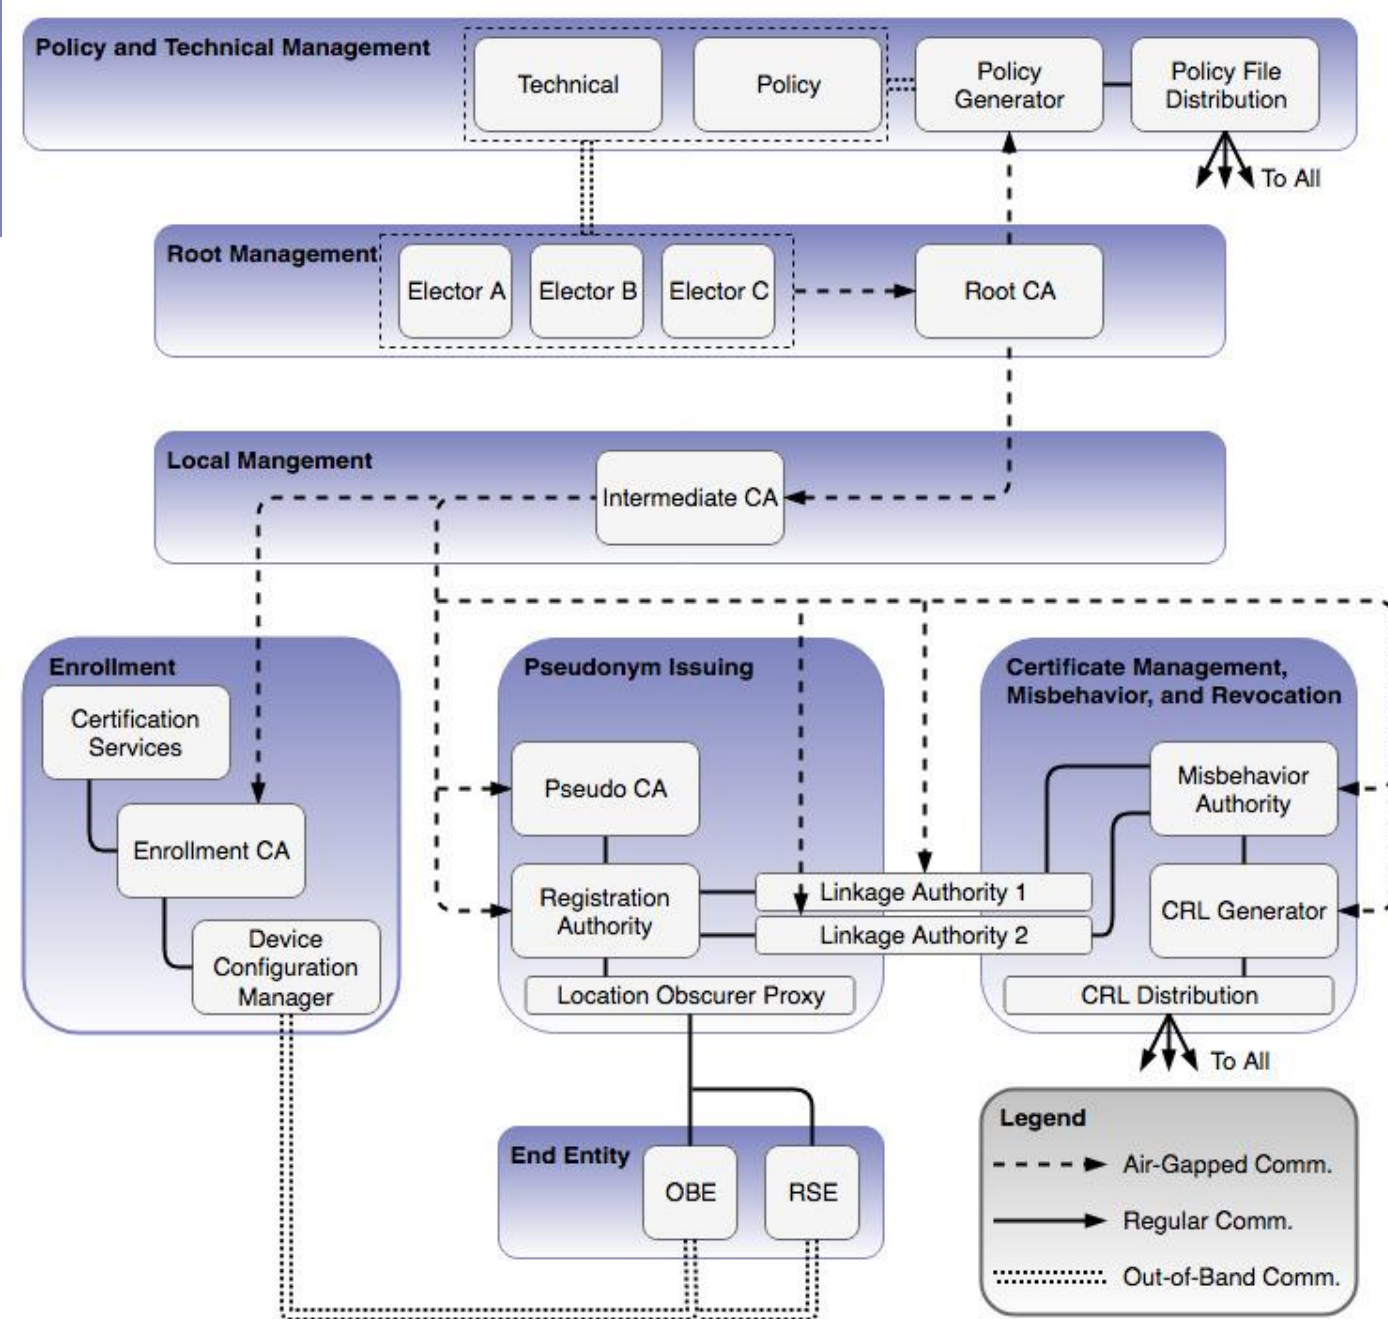 Policy and Technical Management
Technical
Policy
Policy
Generator
Policy File
Distribution
To All
Root Management
Elector A
Elector B
Elector C
Root CA
Local Mangement
Intermediate CA
Enrollment
Certification
Services
Enrollment CA
Device
Configuration
Manager
Pseudonym Issuing
Pseudo CA
Registration
Authority
Location Obscurer Proxy
Linkage Authority 1
Linkage Authority 2
Certificate Management,
Misbehavior, and Revocation
Misbehavior
Authority
CRL Generator
CRL Distribution
To All
End Entity
OBE
RSE
Legend
Air-Gapped Comm.
Regular Comm.
Out-of-Band Comm.